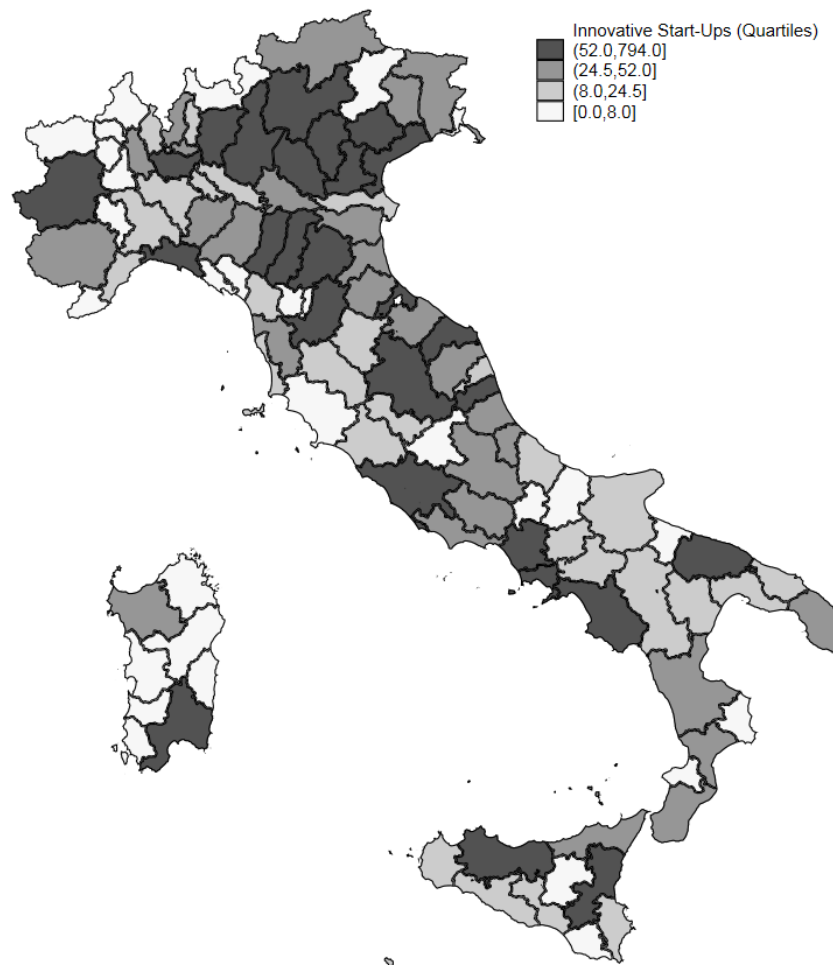 Innovative Start-Ups (Quartiles)
(52.0,794.0]
(24.5,52.0]
(8.0,24.5]
[0.0,8.0]